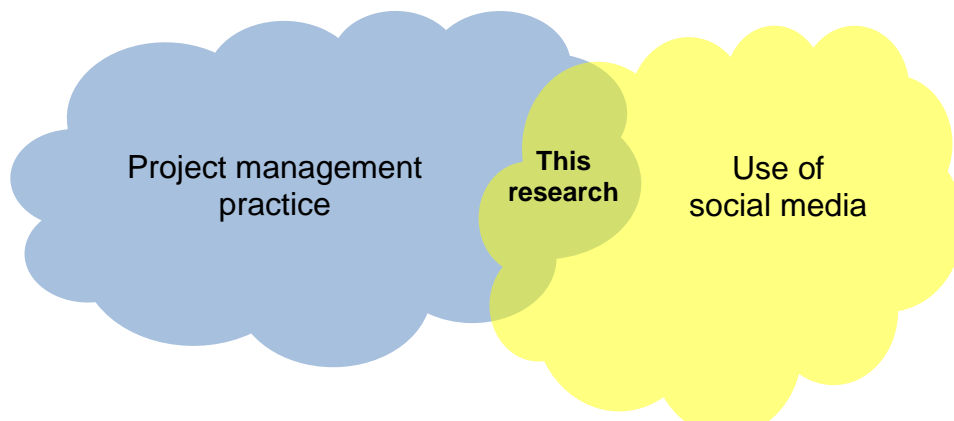 Project management
practice
This
research
Use of
social media